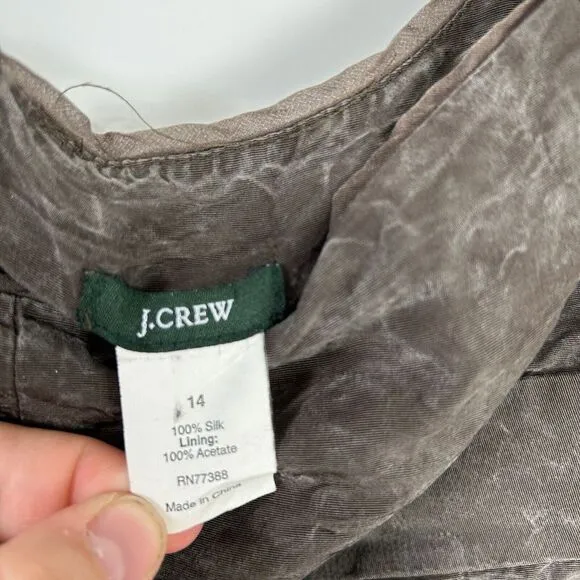 J.CREW
14
100% Silk
Lining:
100% Acetate
RN77388
Made in China